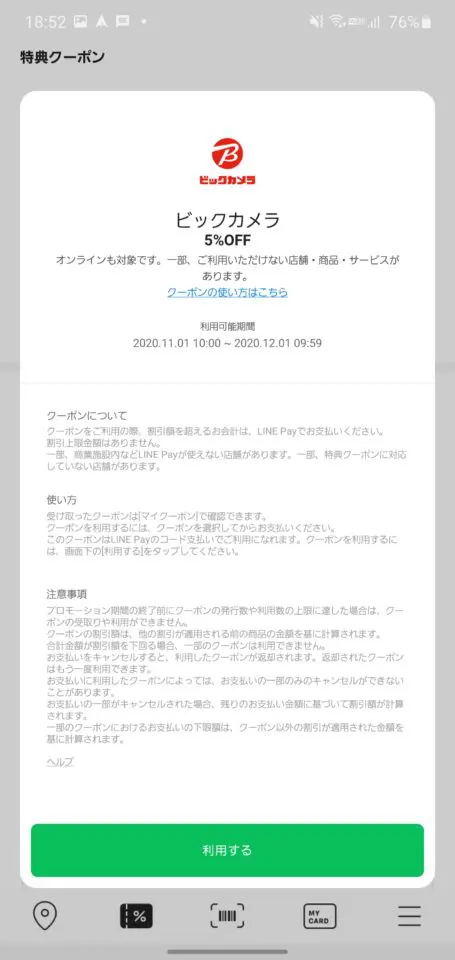 18:52
76%
特典クーポン
B
ビックカメラ
ビックカメラ
5%OFF
オンラインも対象です。一部、ご利用いただけない店舗・商品・サービスが
あります。
クーポンの使い方はこちら
利用可能期間
2020.11.01 10:00 ~ 2020.12.01 09:59
クーポンについて
クーポンをご利用の際、割引額を超えるお会計は、LINE Payでお支払いください。
割引上限金額はありません。
一部、商業施設内などLINE Payが使えない店舗があります。一部、特典クーポンに対応
していない店舗があります。
使い方
受け取ったクーポンは[マイクーポン]で確認できます。
クーポンを利用するには、クーポンを選択してからお支払いください。
このクーポンはLINE Payのコード支払いでご利用になれます。クーポンを利用するに
は、画面下の[利用する]をタップしてください。
注意事項
プロモーション期間の終了前にクーポンの発行数や利用数の上限に達した場合は、クー
ポンの受取りや利用ができません。
クーポンの割引額は、他の割引が適用される前の商品の金額を基に計算されます。
合計金額が割引額を下回る場合、一部のクーポンは利用できません。
お支払いをキャンセルすると、利用したクーポンが返却されます。返却されたクーポン
はもう一度利用できます。
お支払いに利用したクーポンによっては、お支払いの一部のみのキャンセルができない
ことがあります。
お支払いの一部がキャンセルされた場合、残りのお支払い金額に基づいて割引額が計算
されます。
一部のクーポンにおけるお支払いの下限額は、クーポン以外の割引が適用された金額を
基に計算されます。
ヘルプ
利用する
%
MY
CARD